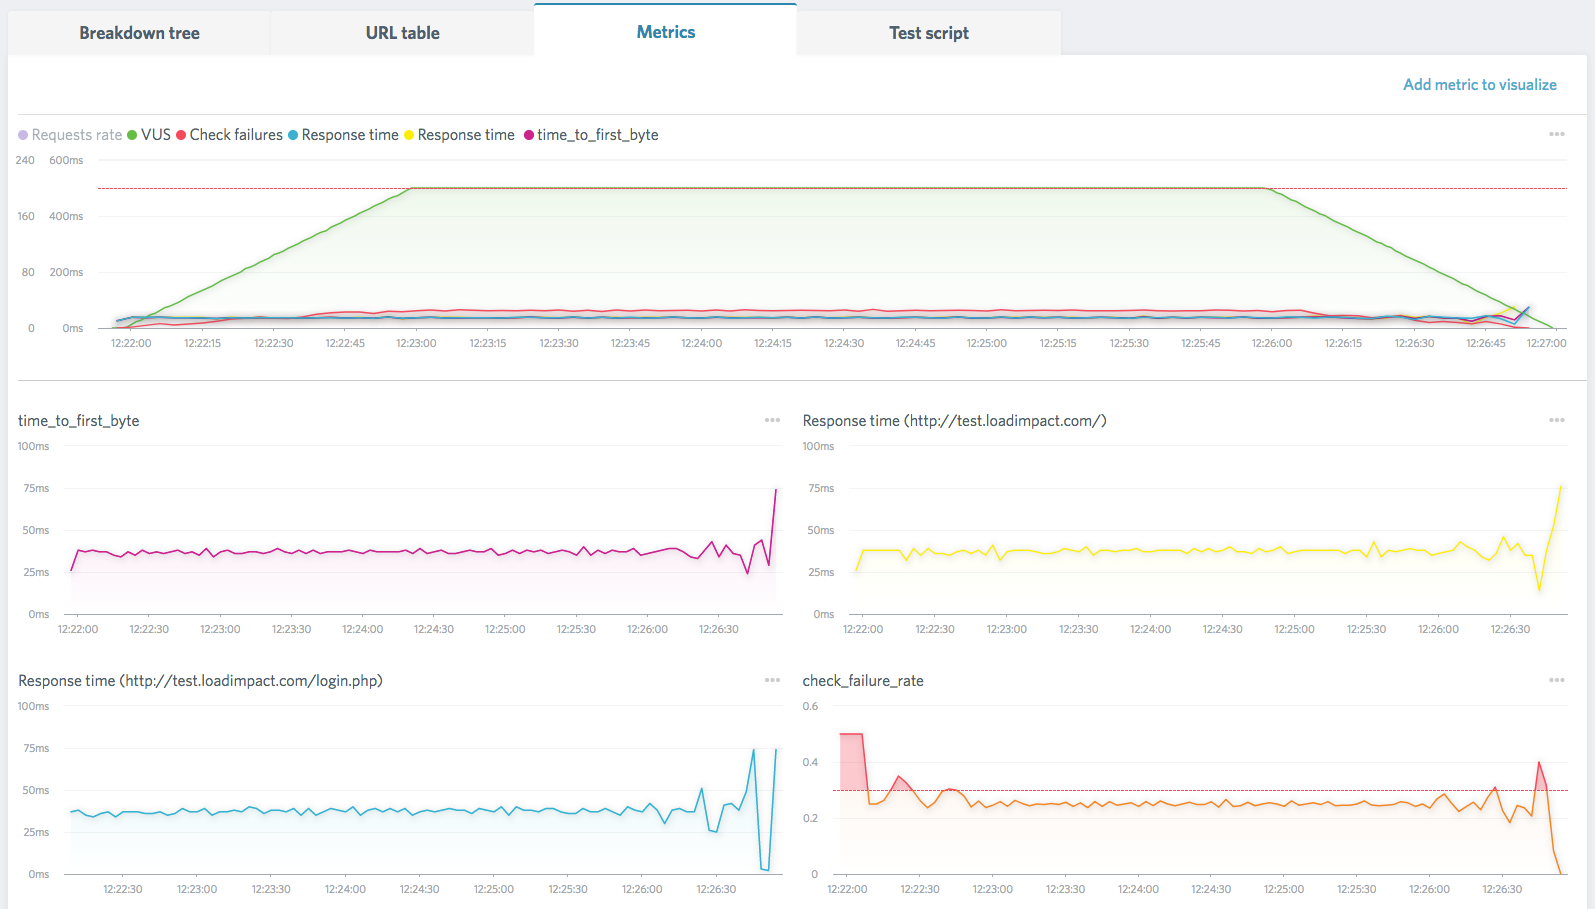 Breakdown tree URL table Metrics Test script
Add metric to visualize
Requests rate VUS Check failures Response time Response time time_to_first_byte
240 600ms
160 400ms
80 200ms
0 0ms
12:22:00 12:22:15 12:22:30 12:22:45 12:23:00 12:23:15 12:23:30 12:23:45 12:24:00 12:24:15 12:24:30 12:24:45 12:25:00 12:25:15 12:25:30 12:25:45 12:26:00 12:26:15 12:26:30 12:26:45 12:27:00
time_to_first_byte
100ms
75ms
50ms
25ms
0ms
12:22:00 12:22:30 12:23:00 12:23:30 12:24:00 12:24:30 12:25:00 12:25:30 12:26:00 12:26:30
Response time (http://test.loadimpact.com/)
100ms
75ms
50ms
25ms
0ms
12:22:00 12:22:30 12:23:00 12:23:30 12:24:00 12:24:30 12:25:00 12:25:30 12:26:00 12:26:30
Response time (http://test.loadimpact.com/login.php)
100ms
75ms
50ms
25ms
0ms
12:22:30 12:23:00 12:23:30 12:24:00 12:24:30 12:25:00 12:25:30 12:26:00 12:26:30
check_failure_rate
0.6
0.4
0.2
0
12:22:00 12:22:30 12:23:00 12:23:30 12:24:00 12:24:30 12:25:00 12:25:30 12:26:00 12:26:30